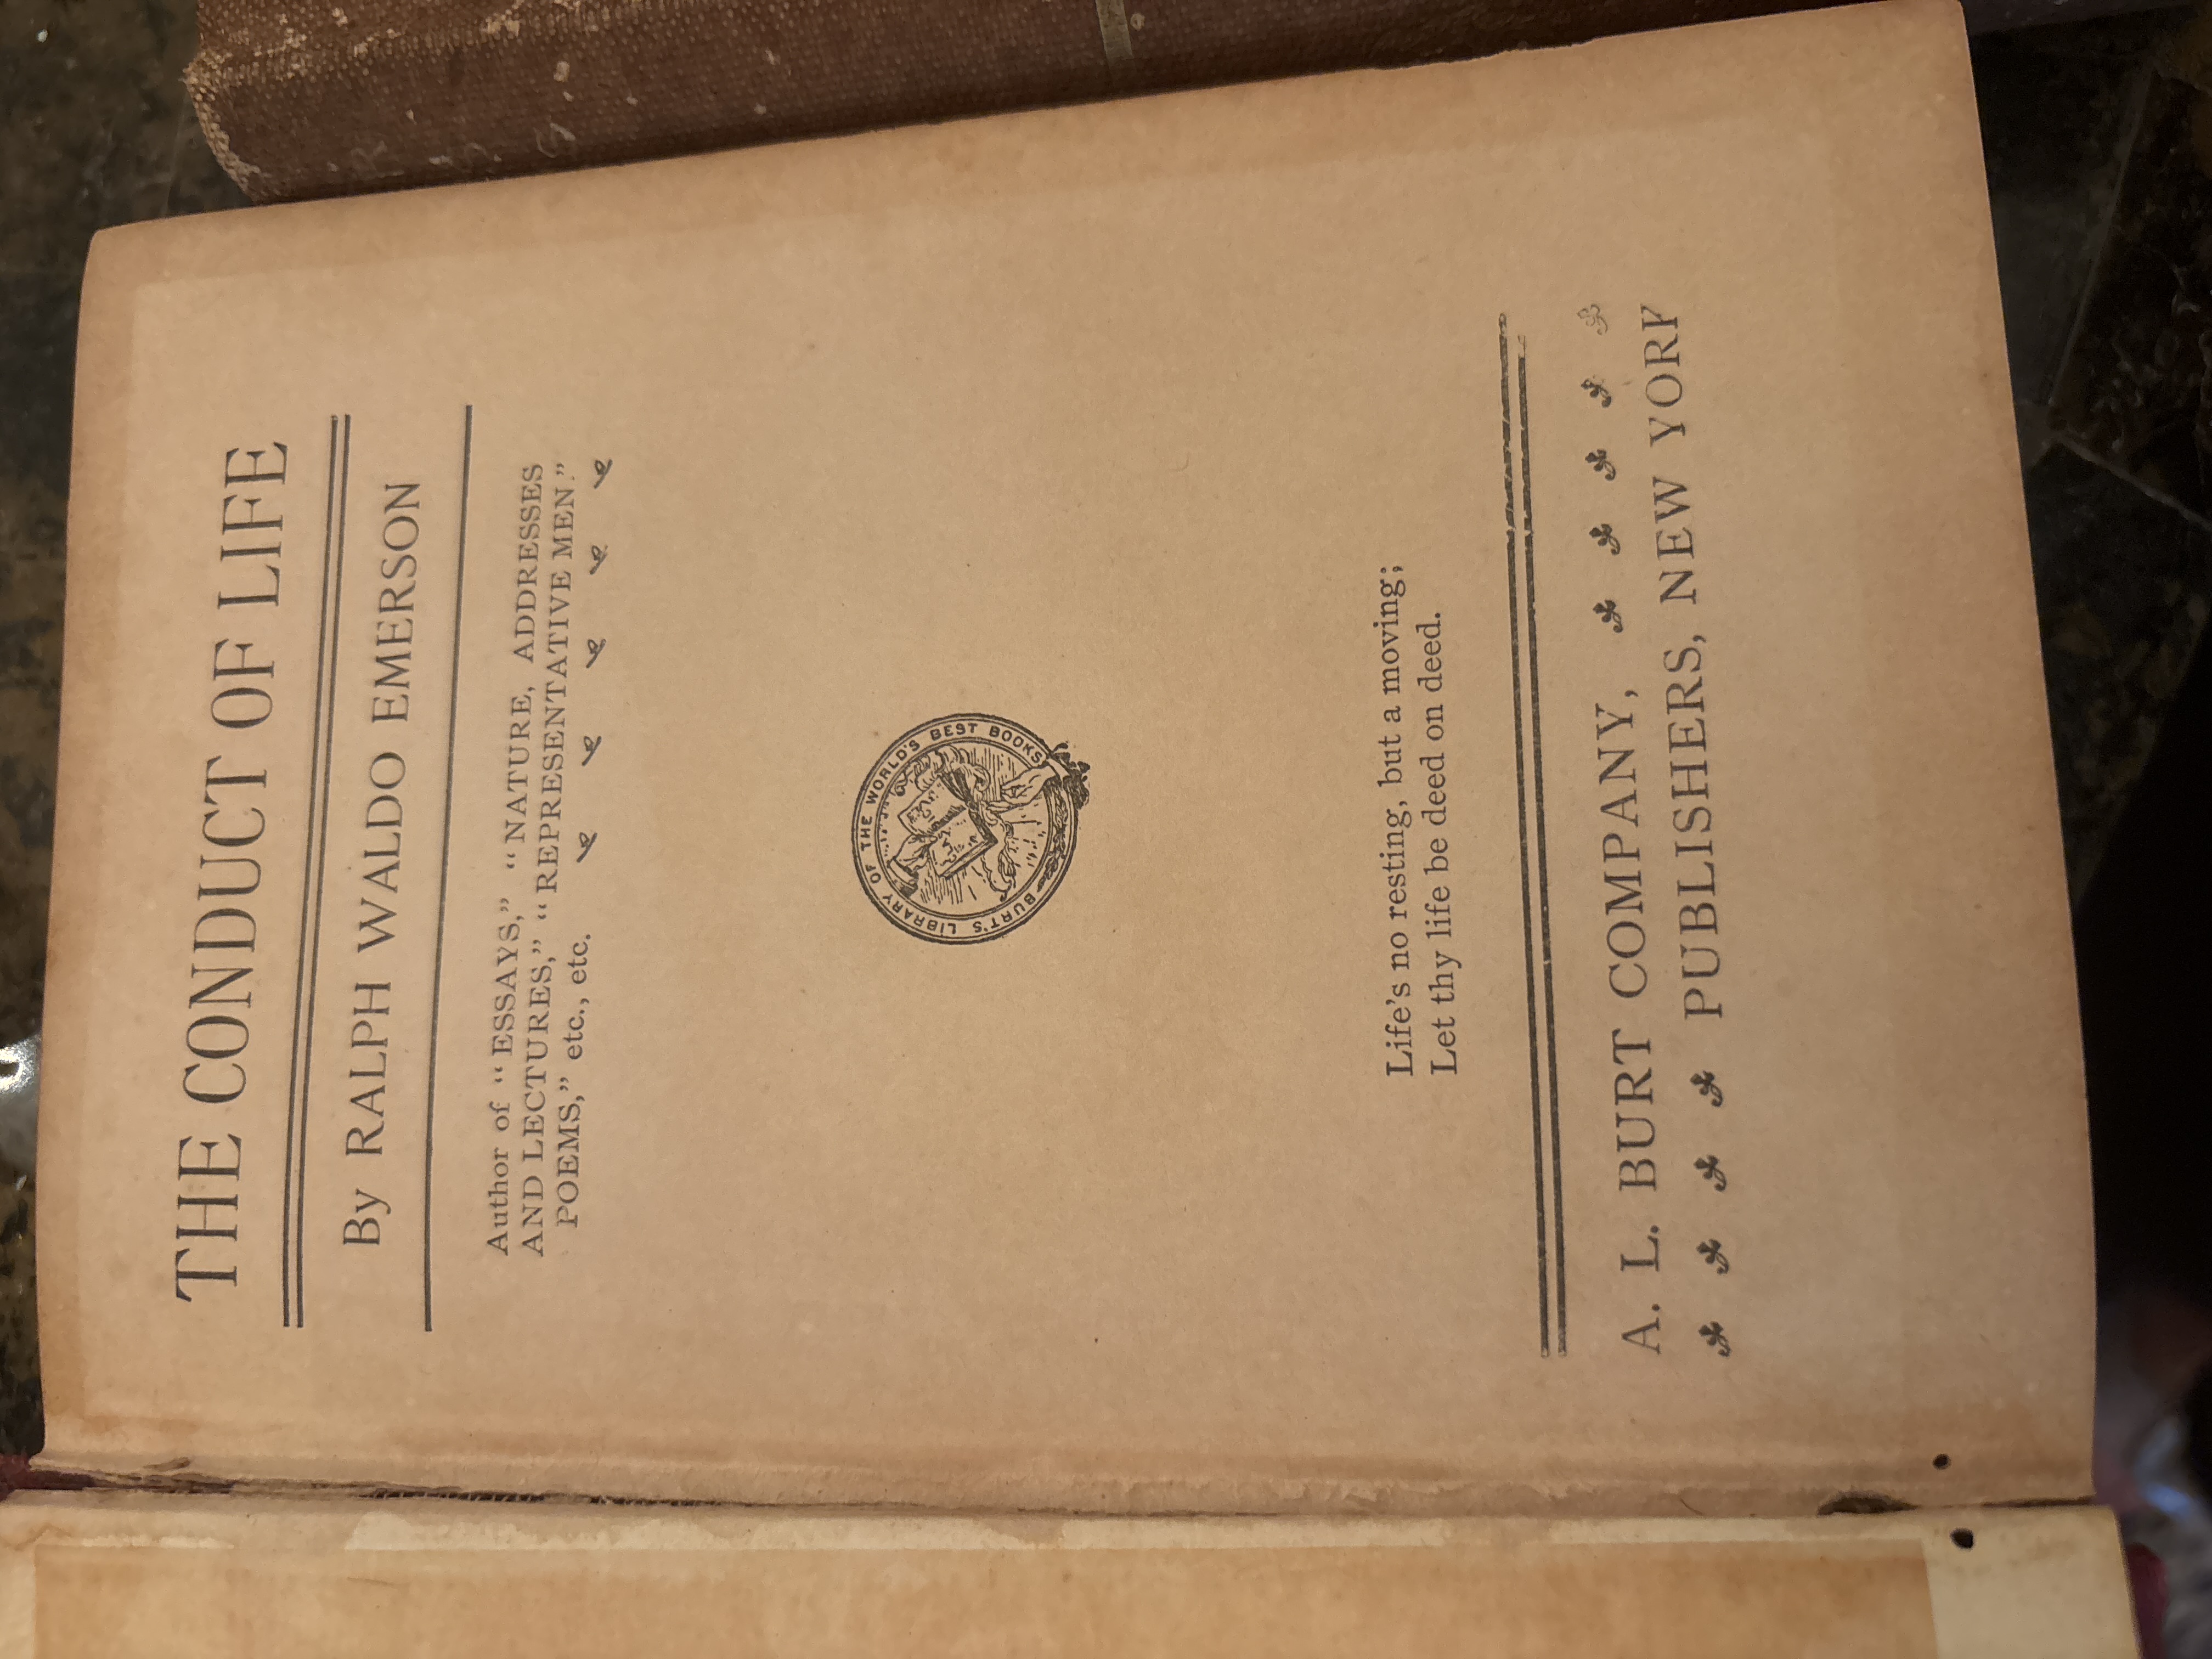 THE CONDUCT OF LIFE
By RALPH WALDO EMERSON
Author of “ESSAYS,” “NATURE, ADDRESSES
AND LECTURES,” “REPRESENTATIVE MEN.”
POEMS,” etc., etc.
BURT'S LIBRARY OF THE WORLD'S BEST BOOKS
Life's no resting, but a moving;
Let thy life be deed on deed.
A. L. BURT COMPANY,
PUBLISHERS, NEW YORK